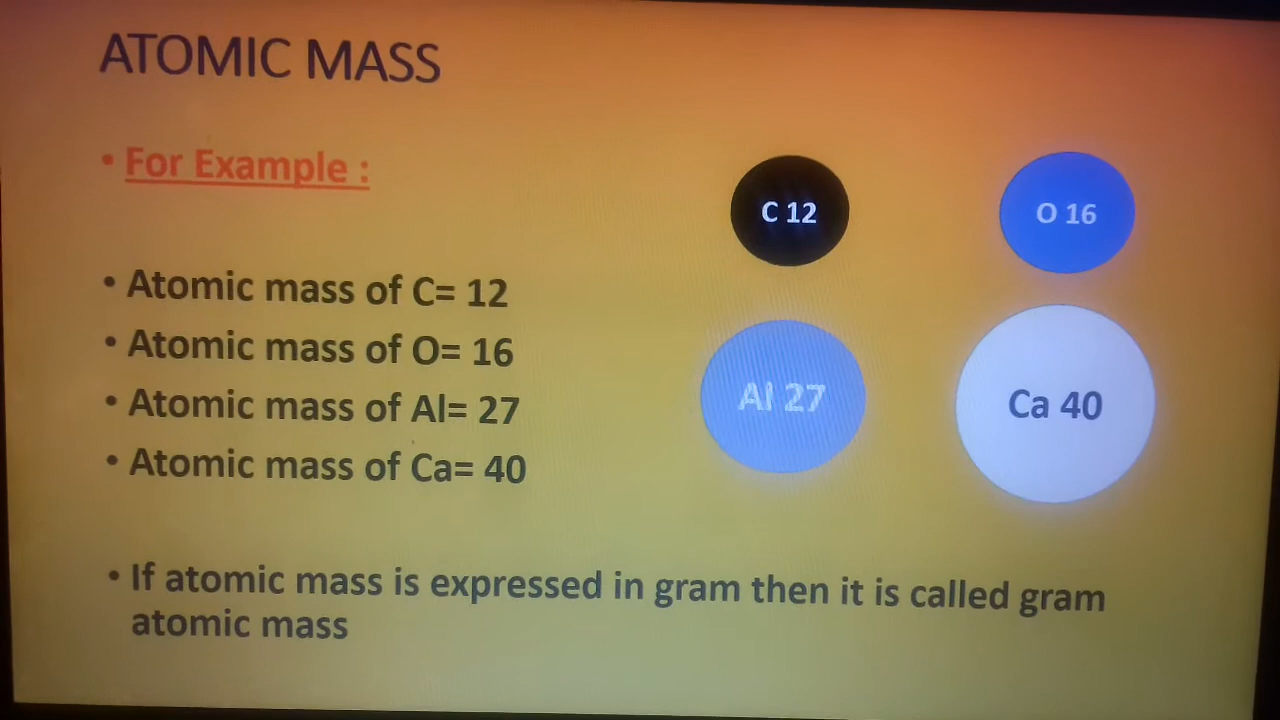 ATOMIC MASS
• For Example :
C 12
O 16
• Atomic mass of C= 12
• Atomic mass of O= 16
• Atomic mass of Al= 27
• Atomic mass of Ca= 40
Al 27
Ca 40
• If atomic mass is expressed in gram then it is called gram
atomic mass